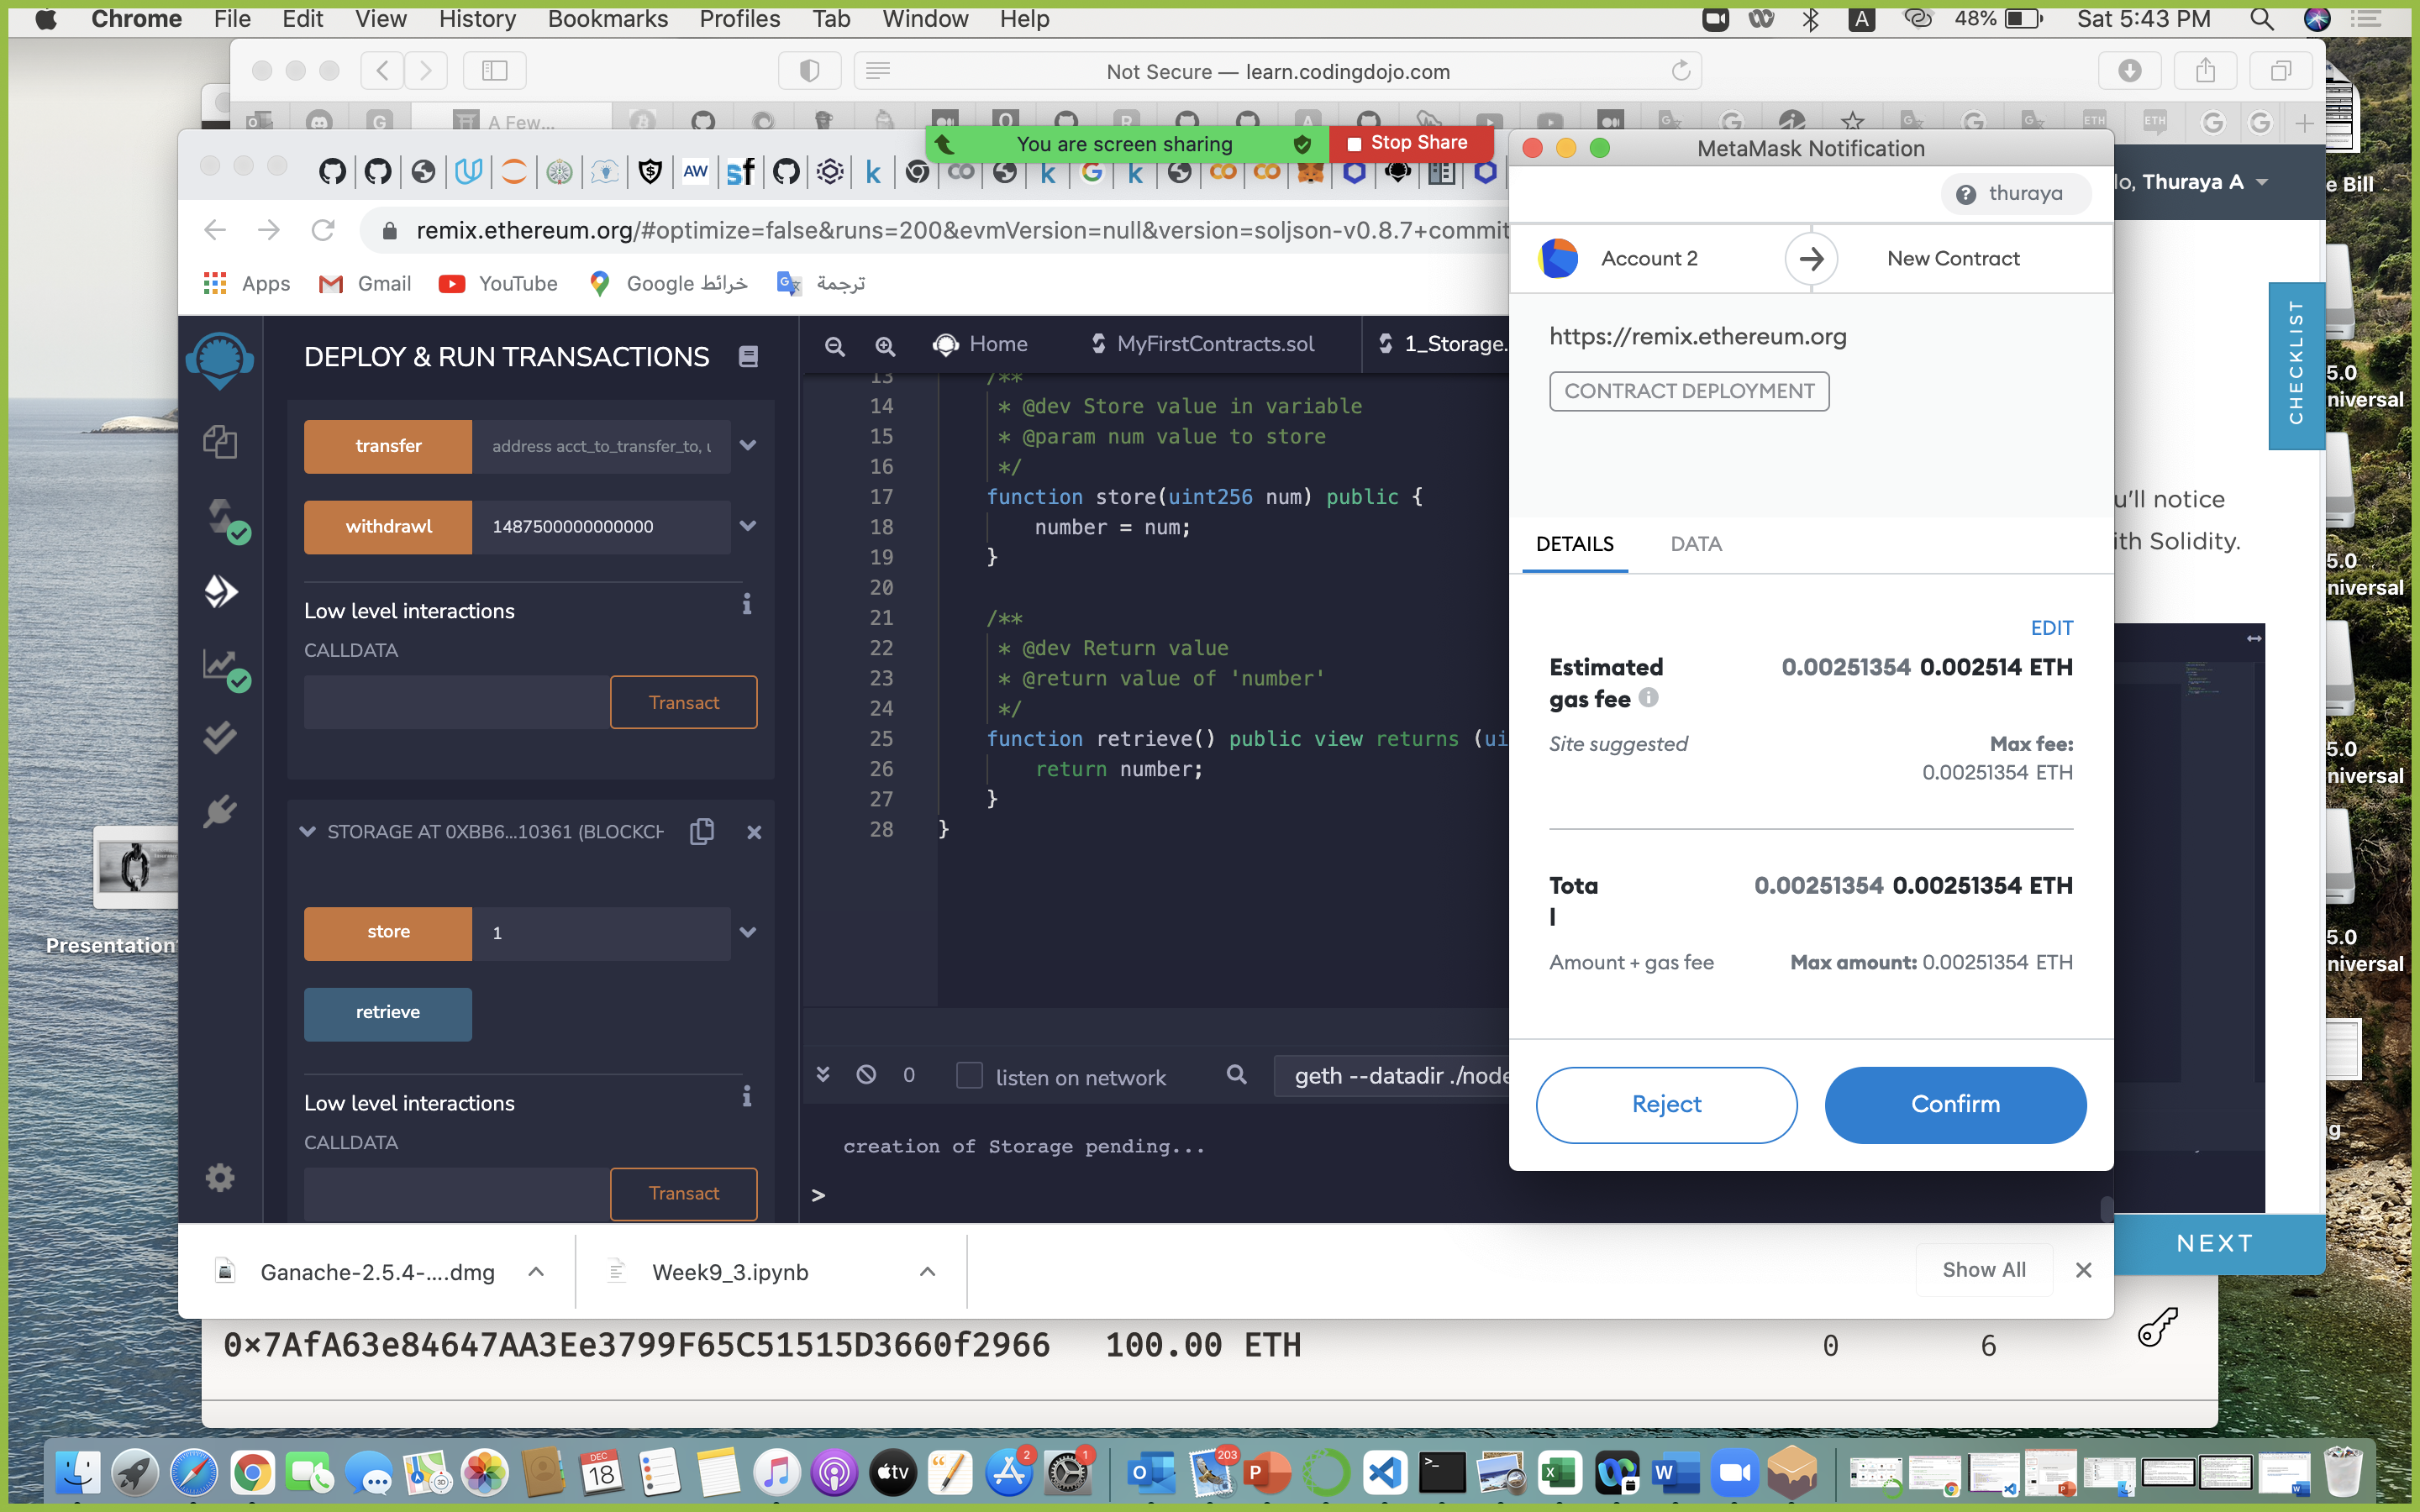 Chrome File Edit View History Bookmarks Profiles Tab Window Help
A 48% Sat 5:43 PM
Not Secure — learn.codingdojo.com
A Few...
You are screen sharing
Stop Share
MetaMask Notification
thuraya
lo, Thuraya A
e Bill
remix.ethereum.org/#optimize=false&runs=200&evmVersion=null&version=soljson-v0.8.7+commit
Apps Gmail YouTube خرائط Google ترجمة
Account 2 New Contract
https://remix.ethereum.org
CONTRACT DEPLOYMENT
DETAILS DATA
EDIT
Estimated gas fee 0.00251354 0.002514 ETH
Site suggested
Max fee:
0.00251354 ETH
Tota
l
0.00251354 0.00251354 ETH
Amount + gas fee
Max amount: 0.00251354 ETH
Reject Confirm
DEPLOY & RUN TRANSACTIONS
transfer address acct_to_transfer_to, u
withdrawl 1487500000000000
Low level interactions
CALLDATA
Transact
STORAGE AT 0XBB6...10361 (BLOCKCH
store 1
retrieve
Low level interactions
CALLDATA
Transact
Home MyFirstContracts.sol 1_Storage.
13 /**
14 * @dev Store value in variable
15 * @param num value to store
16 */
17 function store(uint256 num) public {
18 number = num;
19 }
20
21 /**
22 * @dev Return value
23 * @return value of 'number'
24 */
25 function retrieve() public view returns (ui
26 return number;
27 }
28 }
0 listen on network geth --datadir ./node
creation of Storage pending...
>
CHECKLIST
u'll notice
ith Solidity.
5.0
niversal
5.0
niversal
5.0
niversal
5.0
niversal
NEXT
Presentation
Ganache-2.5.4-....dmg
Week9_3.ipynb
Show All
0×7AfA63e84647AA3Ee3799F65C51515D3660f2966 100.00 ETH 0 6
DEC
18
tv
2
1
203